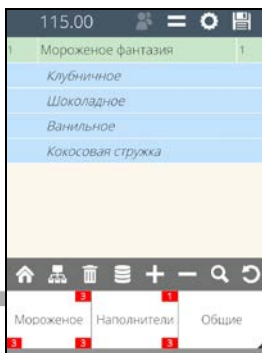 115.00
1 Мороженое фантазия 1
Клубничное
Шоколадное
Ванильное
Кокосовая стружка
3 1
Мороженое Наполнители Общие
3 3 3